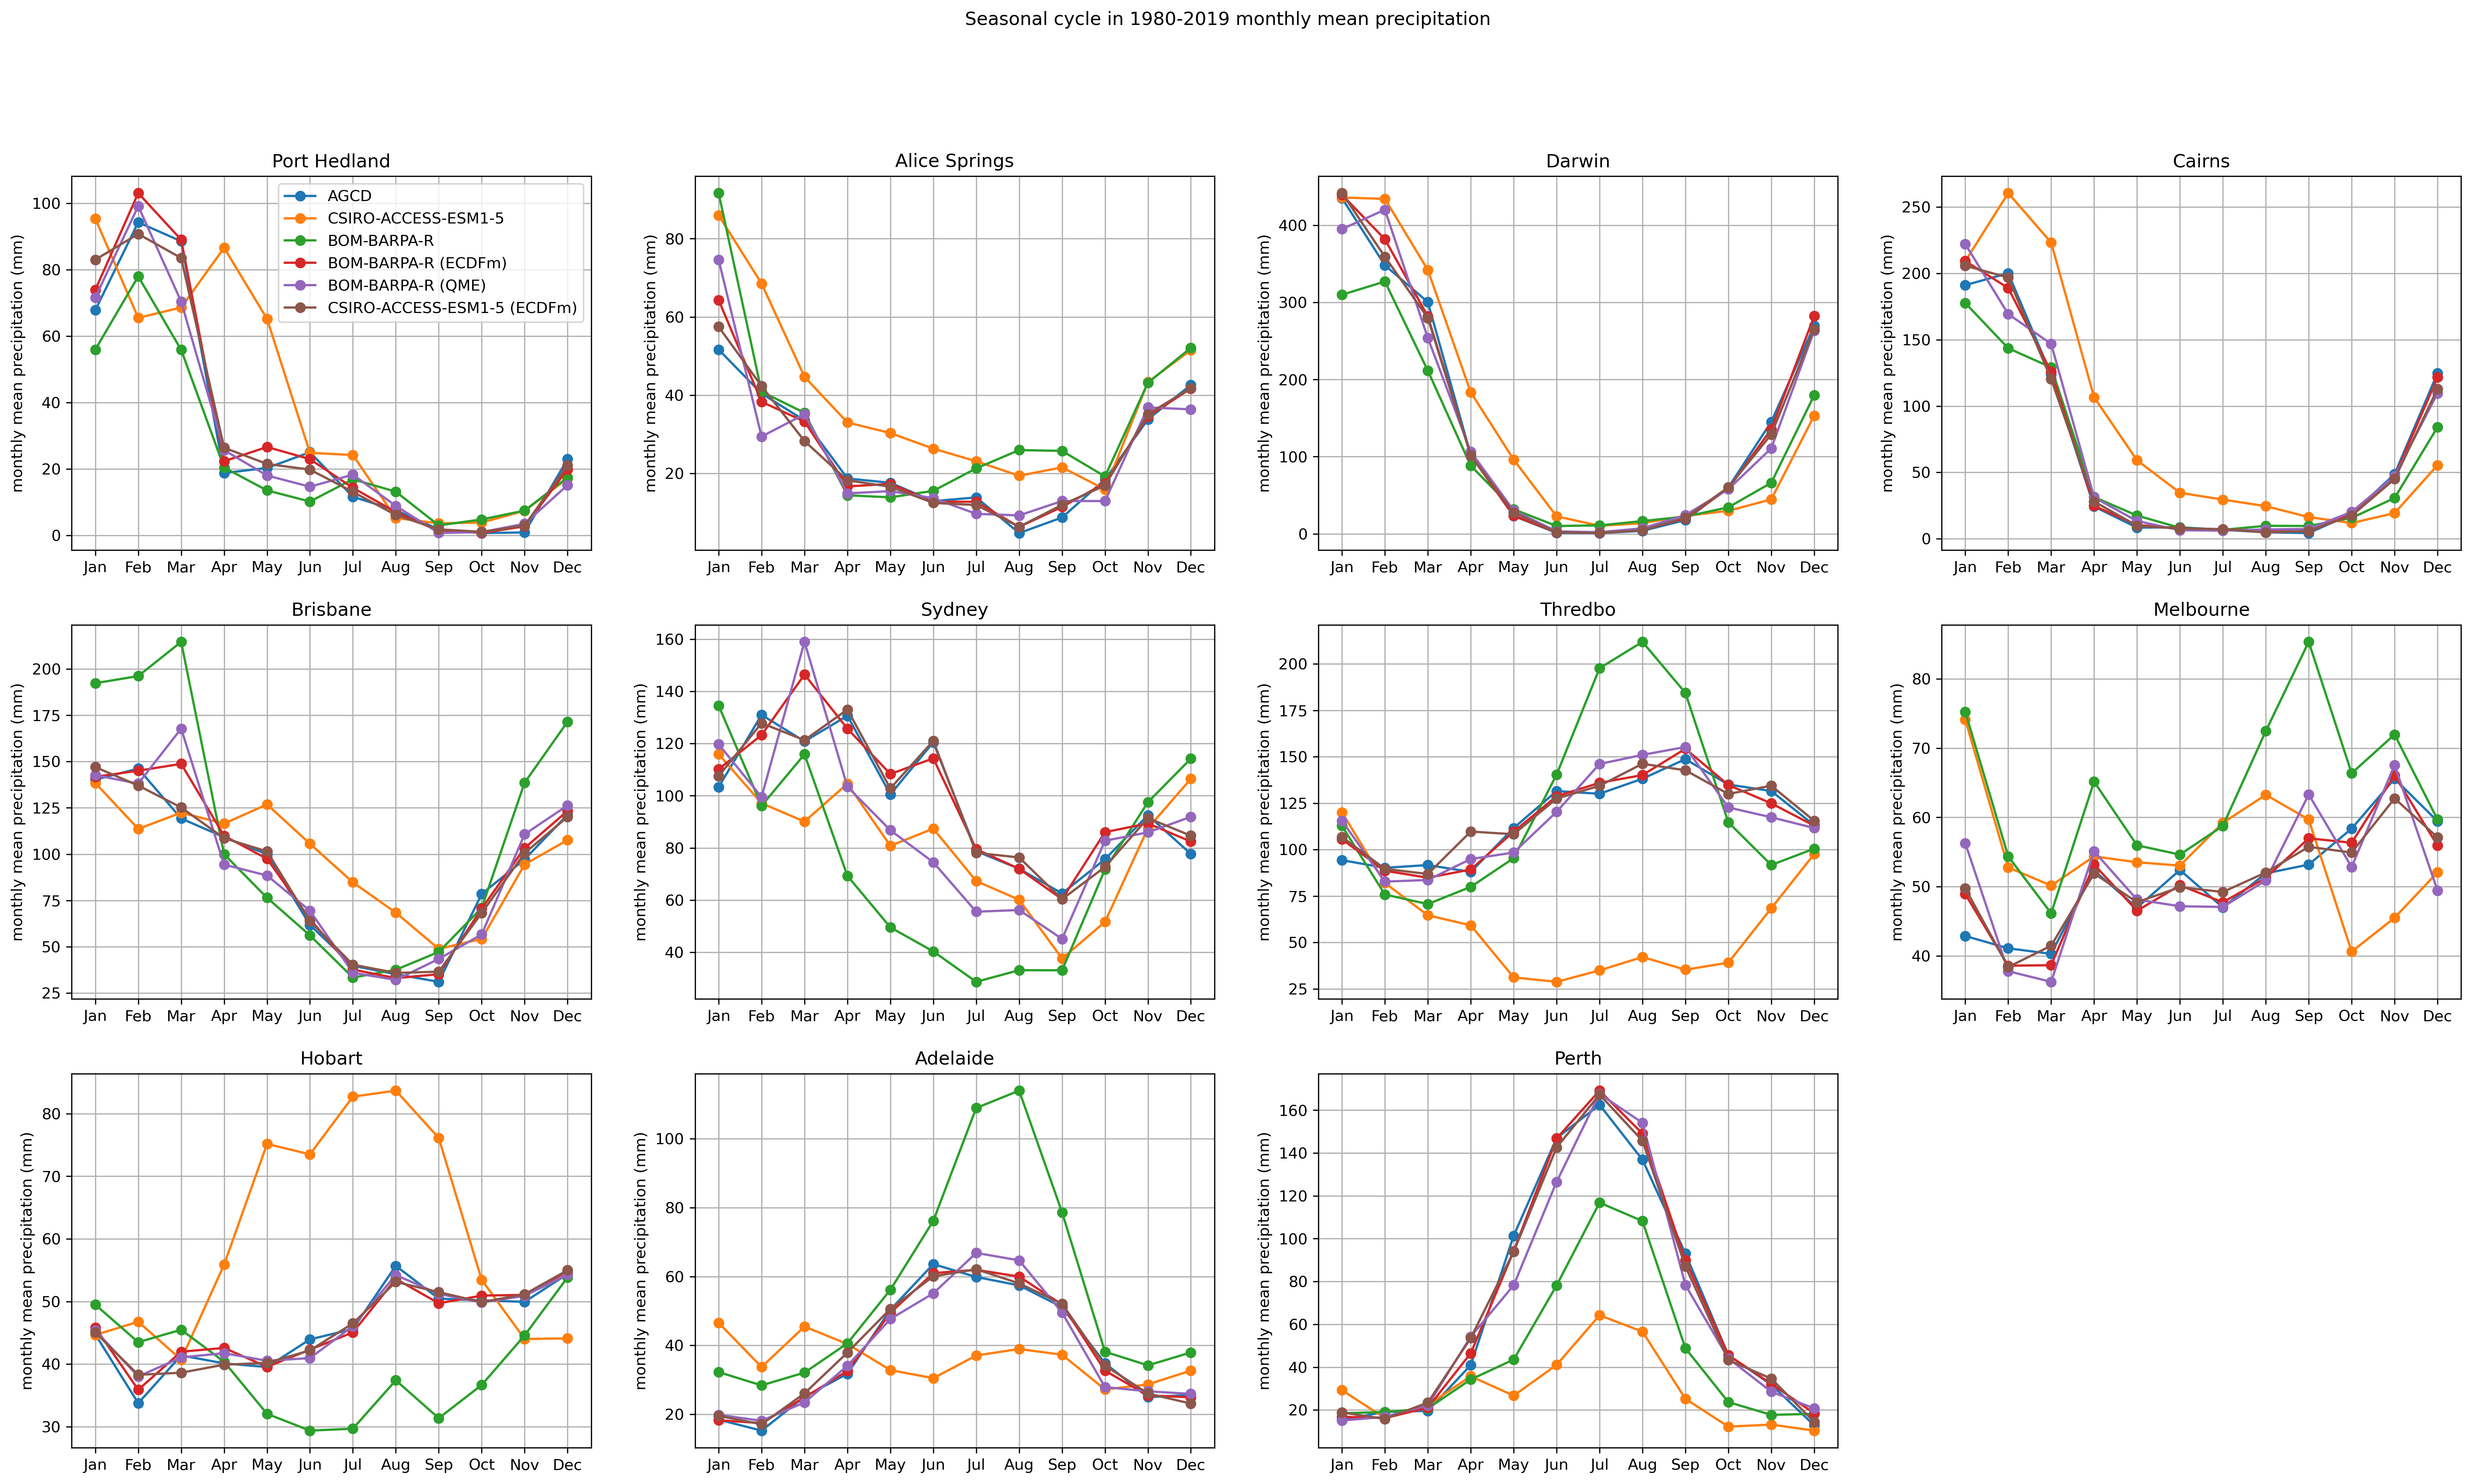 Seasonal cycle in 1980-2019 monthly mean precipitation
Port Hedland
monthly mean precipitation (mm)
100
80
60
40
20
0
Jan Feb Mar Apr May Jun Jul Aug Sep Oct Nov Dec
AGCD
CSIRO-ACCESS-ESM1-5
BOM-BARPA-R
BOM-BARPA-R (ECDFm)
BOM-BARPA-R (QME)
CSIRO-ACCESS-ESM1-5 (ECDFm)
Alice Springs
monthly mean precipitation (mm)
80
60
40
20
Jan Feb Mar Apr May Jun Jul Aug Sep Oct Nov Dec
Darwin
monthly mean precipitation (mm)
400
300
200
100
0
Jan Feb Mar Apr May Jun Jul Aug Sep Oct Nov Dec
Cairns
monthly mean precipitation (mm)
250
200
150
100
50
0
Jan Feb Mar Apr May Jun Jul Aug Sep Oct Nov Dec
Brisbane
monthly mean precipitation (mm)
200
175
150
125
100
75
50
25
Jan Feb Mar Apr May Jun Jul Aug Sep Oct Nov Dec
Sydney
monthly mean precipitation (mm)
160
140
120
100
80
60
40
Jan Feb Mar Apr May Jun Jul Aug Sep Oct Nov Dec
Thredbo
monthly mean precipitation (mm)
200
175
150
125
100
75
50
25
Jan Feb Mar Apr May Jun Jul Aug Sep Oct Nov Dec
Melbourne
monthly mean precipitation (mm)
80
70
60
50
40
Jan Feb Mar Apr May Jun Jul Aug Sep Oct Nov Dec
Hobart
monthly mean precipitation (mm)
80
70
60
50
40
30
Jan Feb Mar Apr May Jun Jul Aug Sep Oct Nov Dec
Adelaide
monthly mean precipitation (mm)
100
80
60
40
20
Jan Feb Mar Apr May Jun Jul Aug Sep Oct Nov Dec
Perth
monthly mean precipitation (mm)
160
140
120
100
80
60
40
20
Jan Feb Mar Apr May Jun Jul Aug Sep Oct Nov Dec